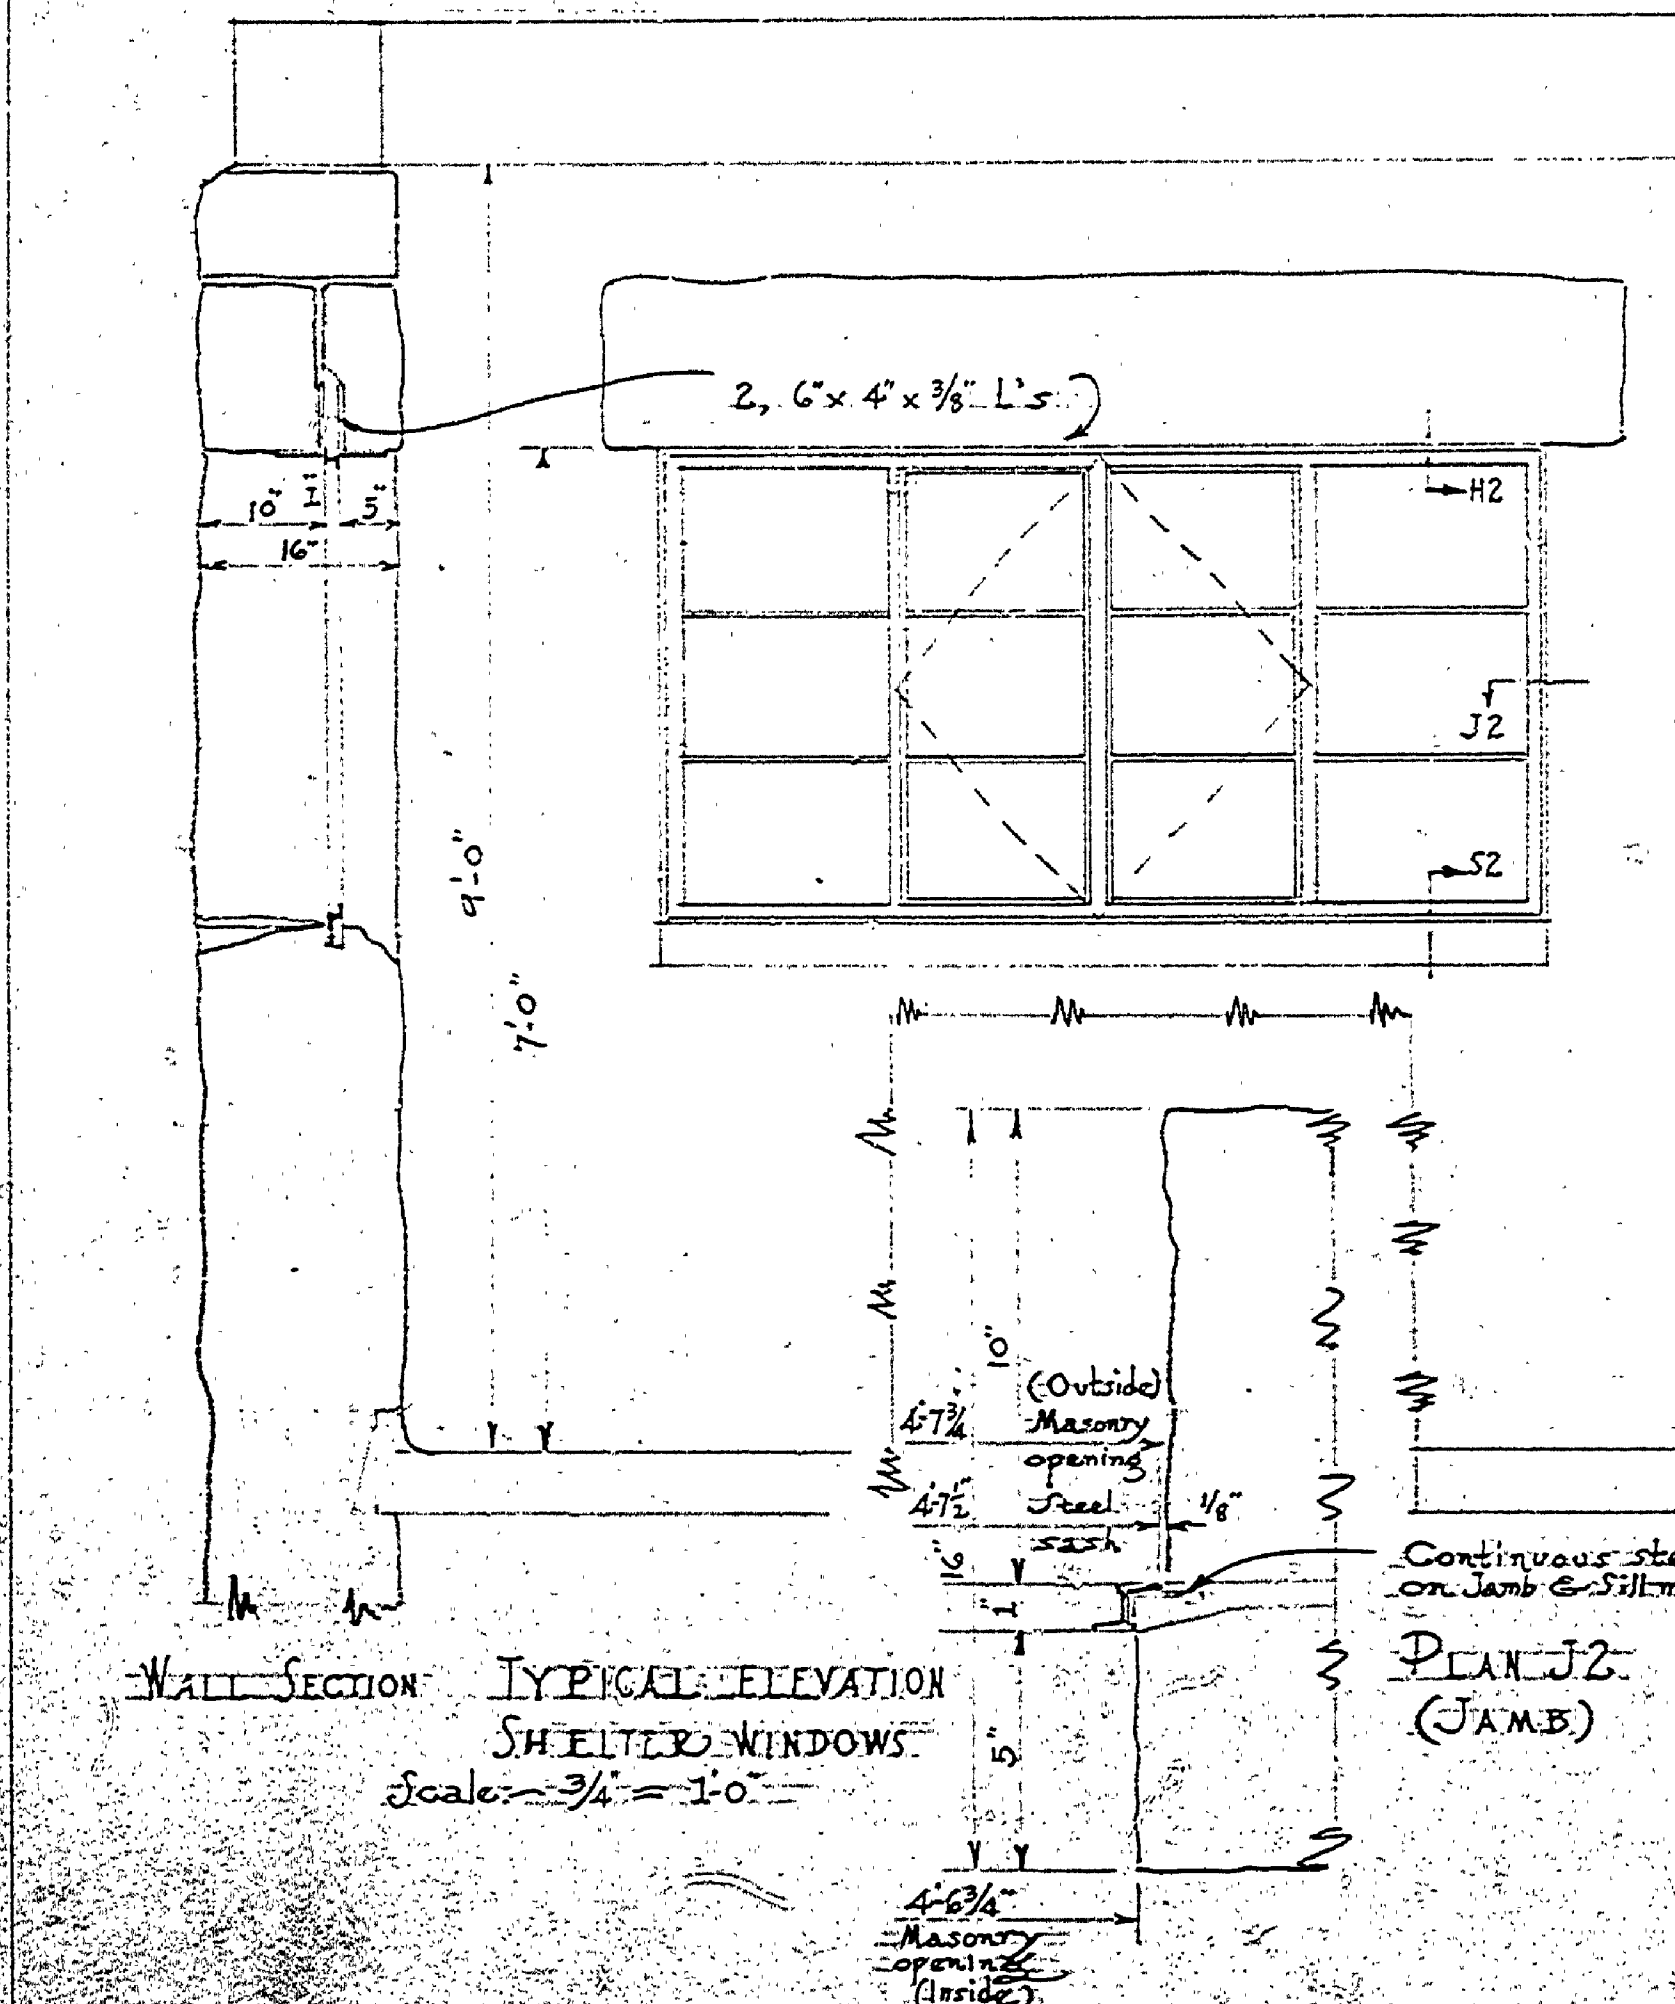 2, 6" x 4" x 3/8" L's
H2
10" 1" 5"
16"
J2
S2
9'-0"
7'-0"
10"
(Outside)
4'-7 3/4" Masonry
opening
4'-7 1/2" Steel 1/8"
sash
16"
1"
Continuous
on Jamb & Sill
WALL SECTION TYPICAL ELEVATION
SHELTER WINDOWS
Scale - 3/4" = 1'-0"
PLAN J2
(JAMB)
5"
4'-6 3/4"
Masonry
opening
(Inside)